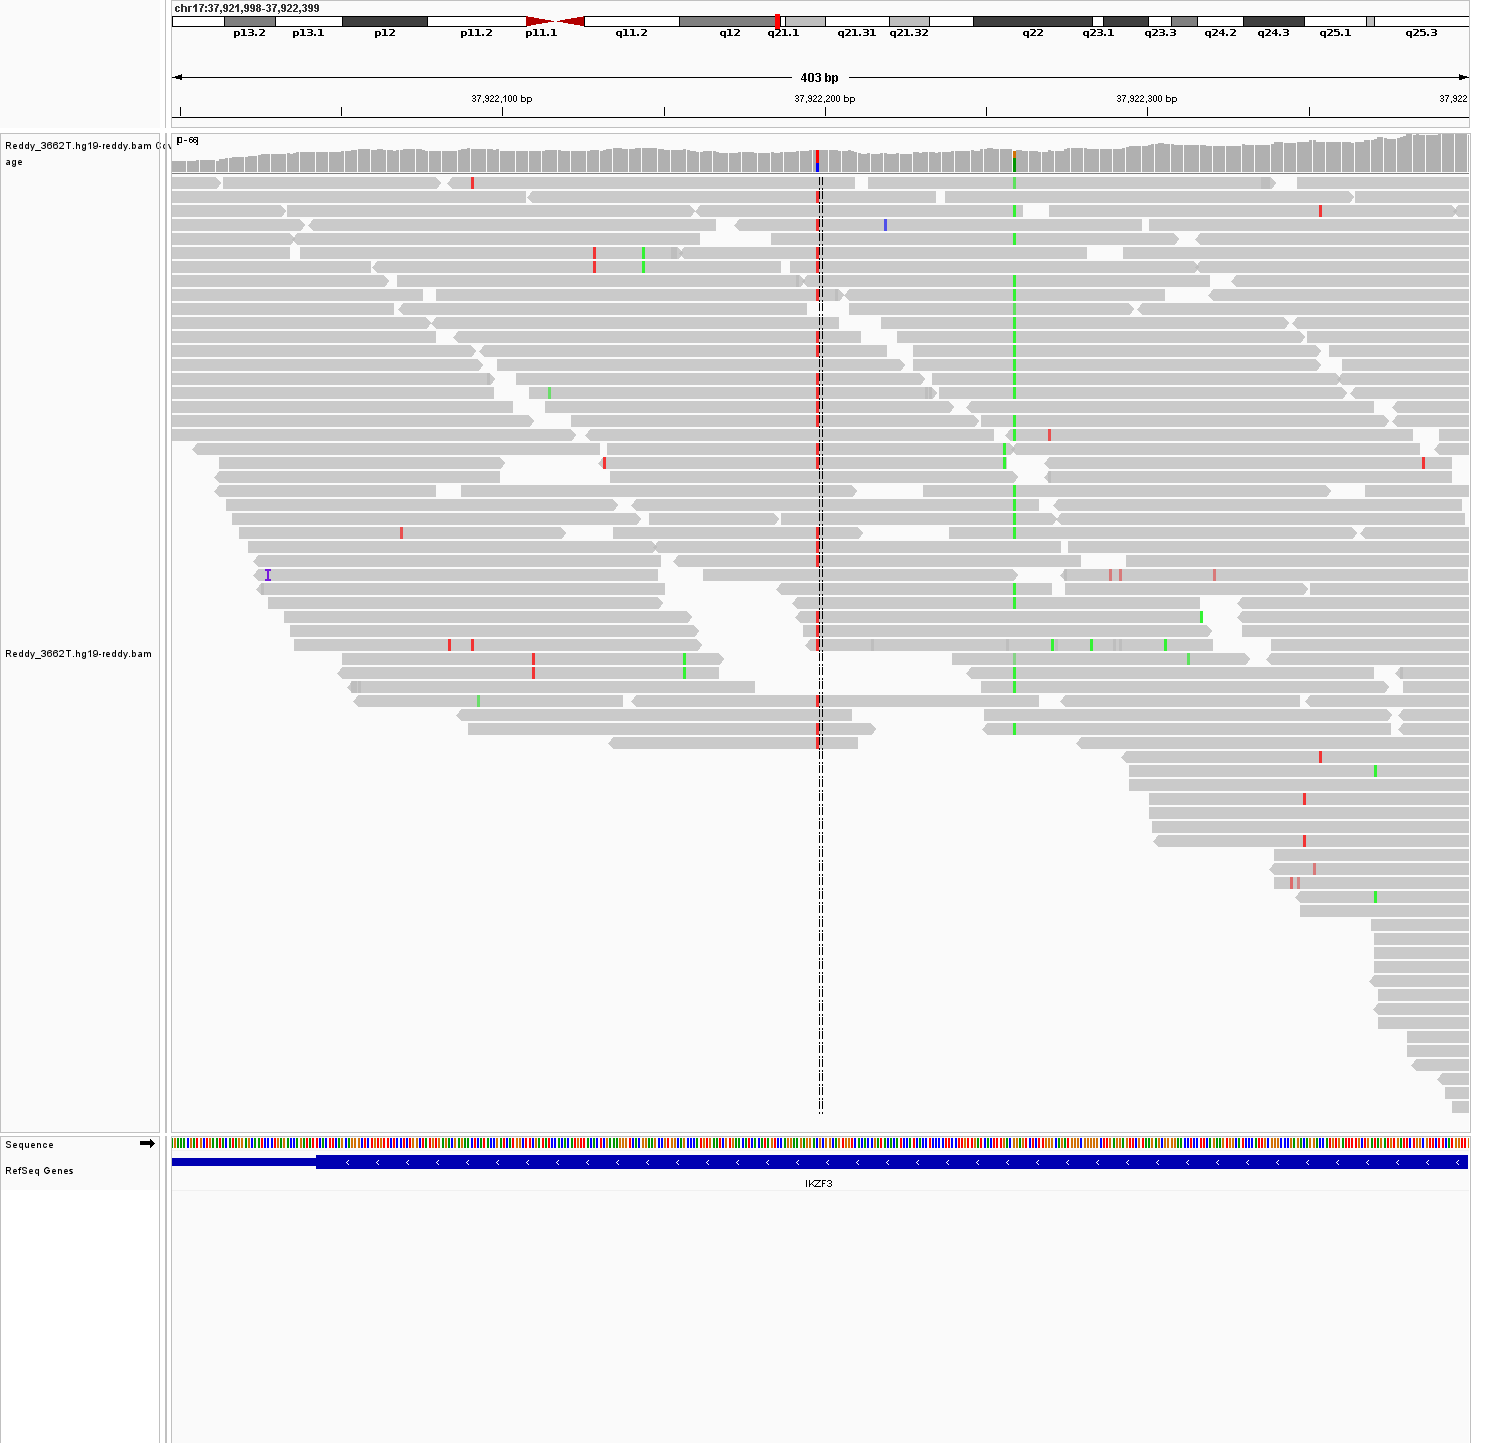 chr17:37,921,998-37,922,399
p13.2 p13.1 p12 p11.2 p11.1 q11.2 q12 q21.1 q21.31 q21.32 q22 q23.1 q23.3 q24.2 q24.3 q25.1 q25.3
403 bp
37,922,100 bp 37,922,200 bp 37,922,300 bp 37,922
Reddy_3662T.hg19-reddy.bam Cov
age
[0-66]
Reddy_3662T.hg19-reddy.bam
Sequence
RefSeq Genes
IKZF3